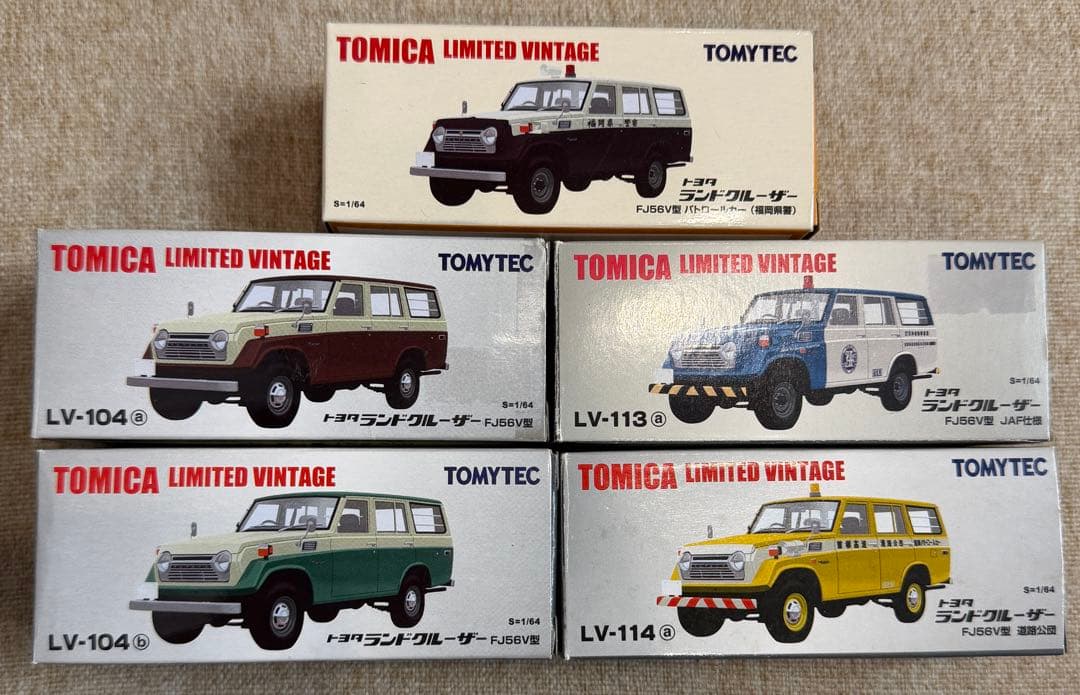 TOMICA LIMITED VINTAGE TOMYTEC
福岡県 警察
S=1/64
トヨタ
ランドクルーザー
FJ56V型 パトロールカー（福岡県警）
TOMICA LIMITED VINTAGE TOMYTEC
S=1/64
LV-104ⓐ トヨタ ランドクルーザー FJ56V型
TOMICA LIMITED VINTAGE TOMYTEC
S=1/64
トヨタ
LV-113ⓐ ランドクルーザー
FJ56V型 JAF仕様
TOMICA LIMITED VINTAGE TOMYTEC
S=1/64
LV-104ⓑ トヨタ ランドクルーザー FJ56V型
TOMICA LIMITED VINTAGE TOMYTEC
S=1/64
トヨタ
LV-114ⓐ ランドクルーザー
FJ56V型 道路公団